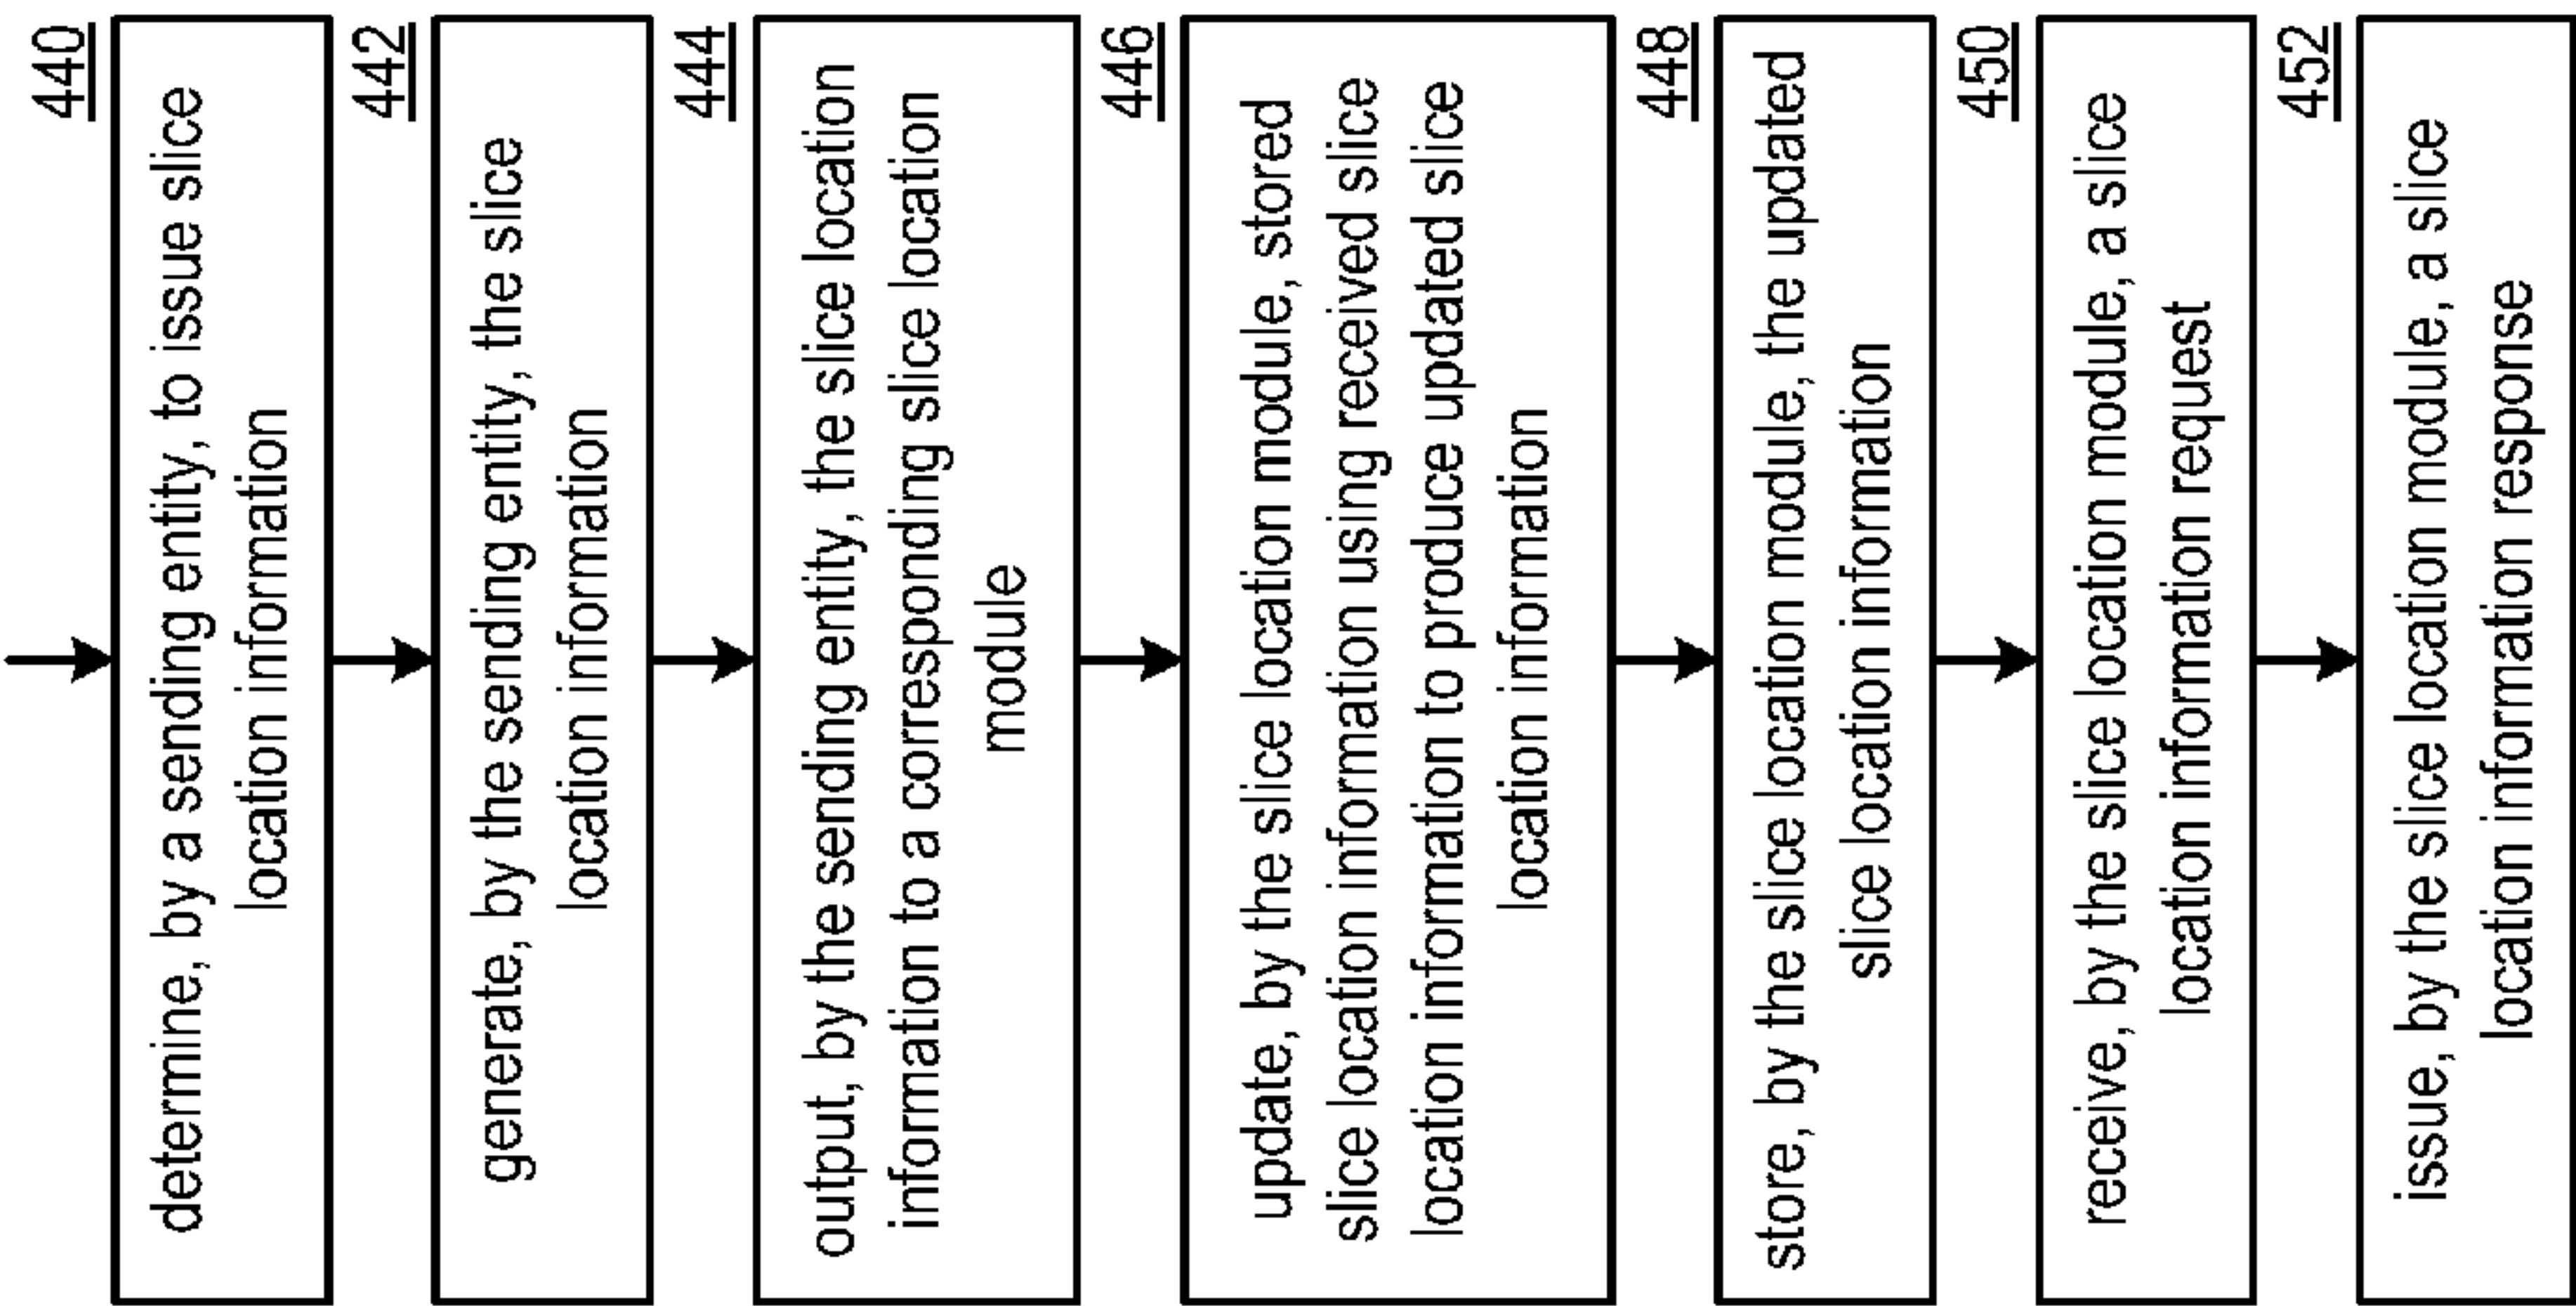 440
determine, by a sending entity, to issue slice
location information
442
generate, by the sending entity, the slice
location information
444
output, by the sending entity, the slice location
information to a corresponding slice location
module
446
update, by the slice location module, stored
slice location information using received slice
location information to produce updated slice
location information
448
store, by the slice location module, the updated
slice location information
450
receive, by the slice location module, a slice
location information request
452
issue, by the slice location module, a slice
location information response